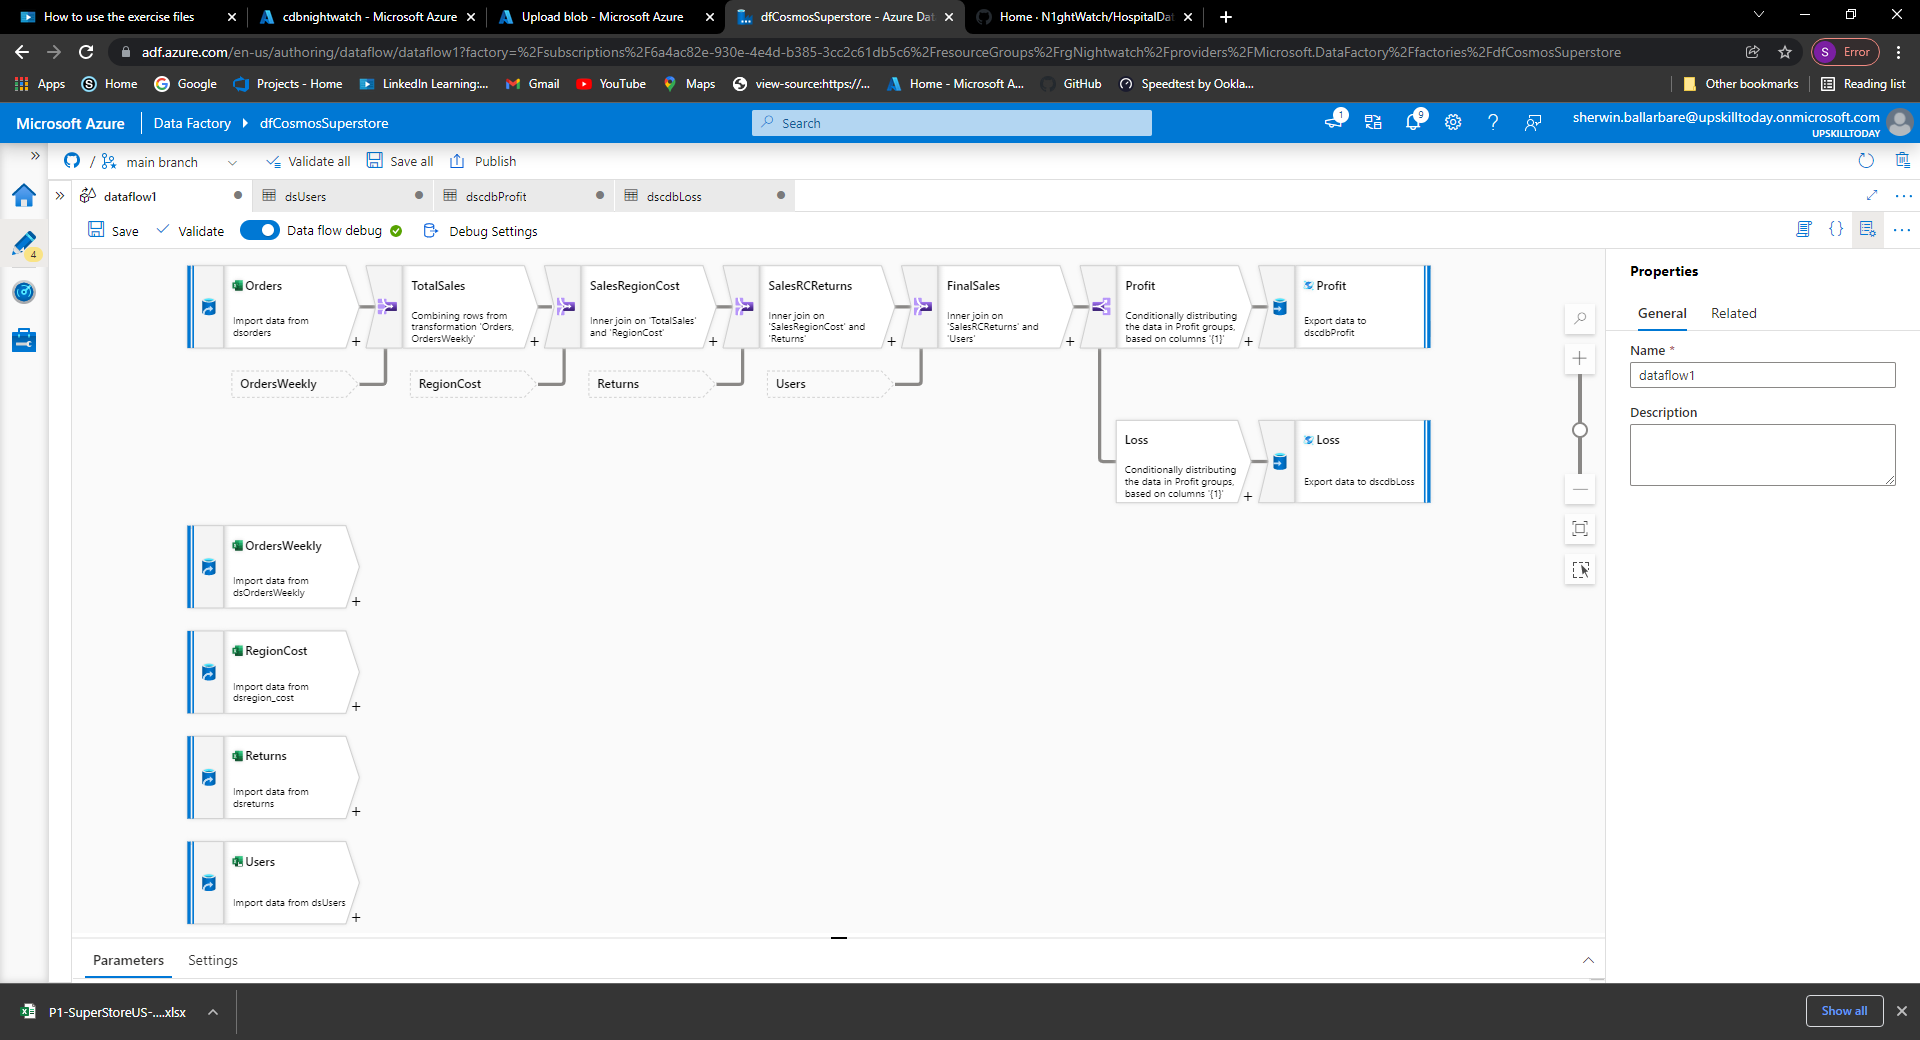 How to use the exercise files
cdbnightwatch - Microsoft Azure
Upload blob - Microsoft Azure
dfCosmosSuperstore - Azure Dat
Home · N1ghtWatch/HospitalDat
adf.azure.com/en-us/authoring/dataflow/dataflow1?factory=%2Fsubscriptions%2F6a4ac82e-930e-4e4d-b385-3cc2c61db5c6%2FresourceGroups%2FrgNightwatch%2Fproviders%2FMicrosoft.DataFactory%2Ffactories%2FdfCosmosSuperstore
S Error
Apps
Home
Google
Projects - Home
LinkedIn Learning:...
Gmail
YouTube
Maps
view-source:https://...
Home - Microsoft A...
GitHub
Speedtest by Ookla...
Other bookmarks
Reading list
Microsoft Azure
Data Factory
dfCosmosSuperstore
Search
1
9
sherwin.ballarbare@upskilltoday.onmicrosoft.com
UPSKILLTODAY
/ main branch
Validate all
Save all
Publish
4
dataflow1
dsUsers
dscdbProfit
dscdbLoss
Save
Validate
Data flow debug
Debug Settings
{}
Orders
Import data from
dsorders
+
TotalSales
Combining rows from
transformation 'Orders,
OrdersWeekly'
+
SalesRegionCost
Inner join on 'TotalSales'
and 'RegionCost'
+
SalesRCReturns
Inner join on
'SalesRegionCost' and
'Returns'
+
FinalSales
Inner join on
'SalesRCReturns' and
'Users'
+
Profit
Conditionally distributing
the data in Profit groups,
based on columns '{1}'
+
Profit
Export data to
dscdbProfit
OrdersWeekly
RegionCost
Returns
Users
Loss
Conditionally distributing
the data in Profit groups,
based on columns '{1}'
+
Loss
Export data to dscdbLoss
OrdersWeekly
Import data from
dsOrdersWeekly
+
RegionCost
Import data from
dsregion_cost
+
Returns
Import data from
dsreturns
+
Users
Import data from dsUsers
+
Properties
General
Related
Name *
dataflow1
Description
Parameters
Settings
P1-SuperStoreUS-....xlsx
Show all